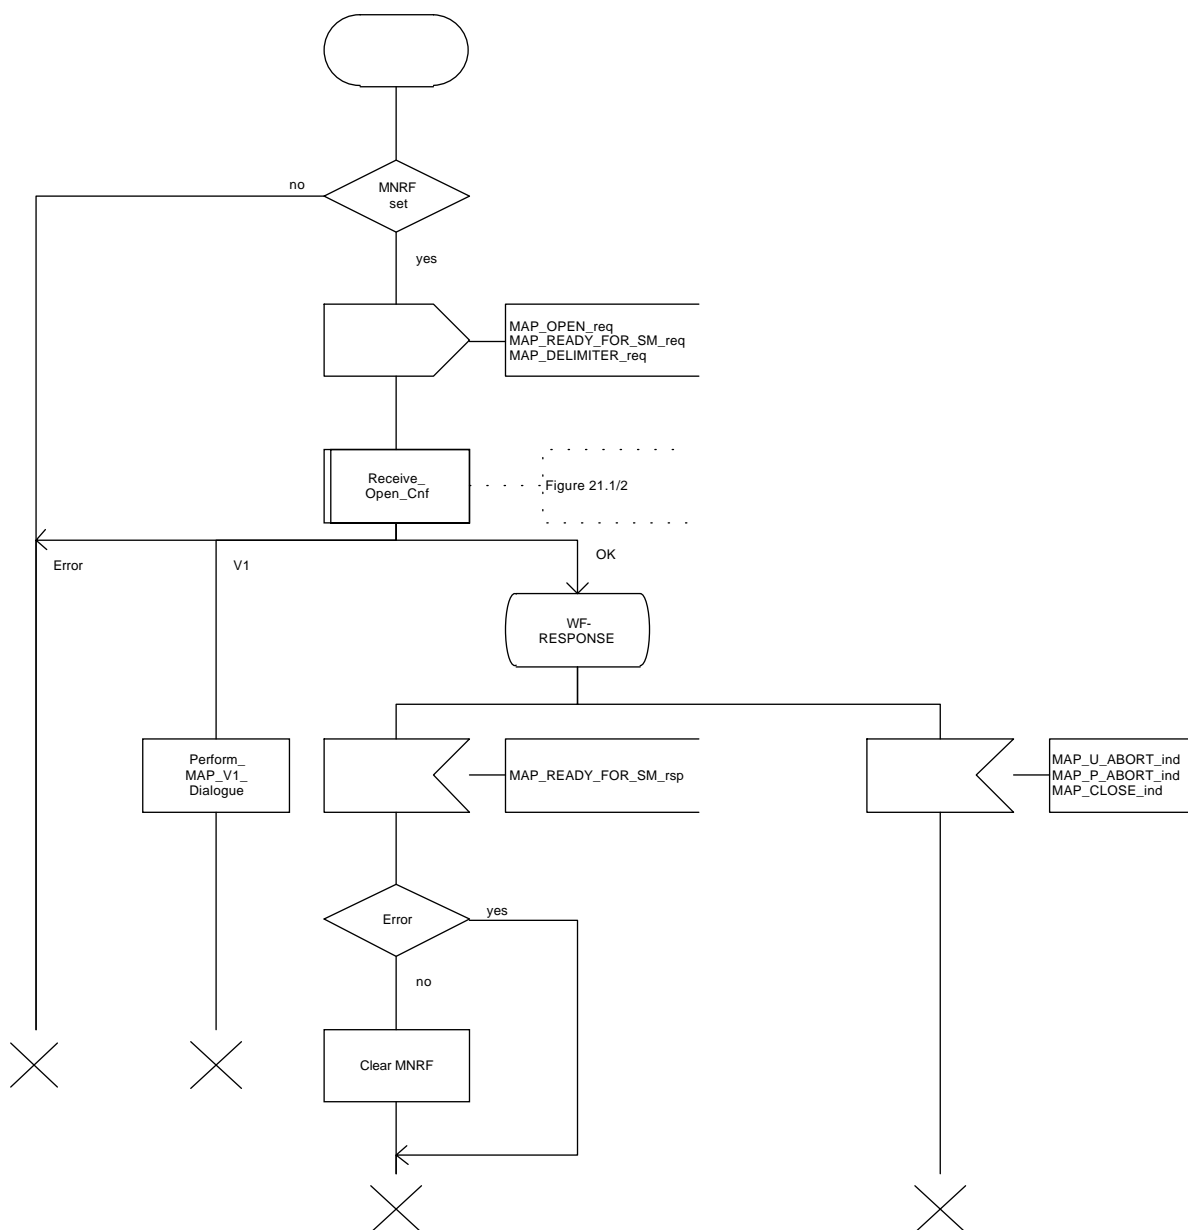 no
MNRF
set
yes
MAP_OPEN_req
MAP_READY_FOR_SM_req
MAP_DELIMITER_req
Receive_
Open_Cnf
Figure 21.1/2
Error
V1
OK
WF-
RESPONSE
Perform_
MAP_V1_
Dialogue
MAP_READY_FOR_SM_rsp
MAP_U_ABORT_ind
MAP_P_ABORT_ind
MAP_CLOSE_ind
Error
yes
no
Clear MNRF